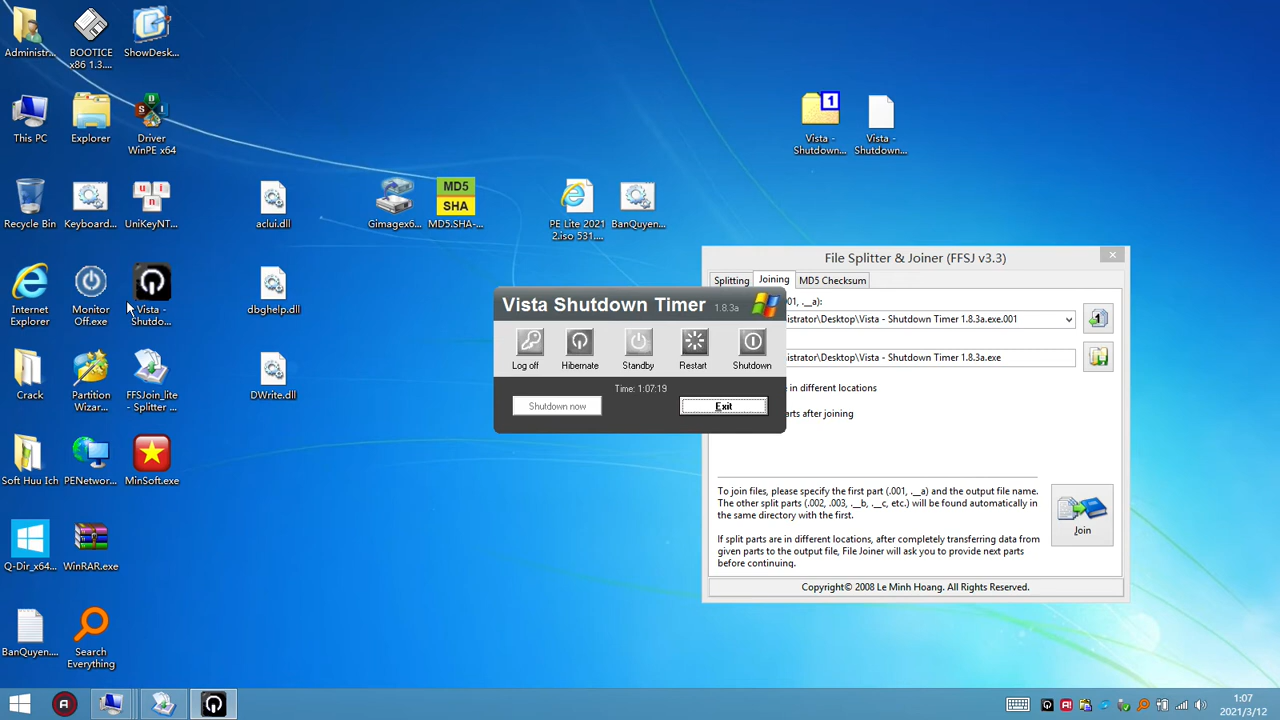 Administr...
BOOTICE
x86 1.3....
ShowDesk...
This PC
Explorer
Driver
WinPE x64
Recycle Bin
Keyboard...
UniKeyNT...
Internet
Explorer
Monitor
Off.exe
Vista -
Shutdo...
Crack
Partition
Wizar...
FFSJoin_lite
- Splitter ...
Soft Huu Ich
PENetwor...
MinSoft.exe
Q-Dir_x64...
WinRAR.exe
BanQuyen...
Search
Everything
aclui.dll
dbghelp.dll
DWrite.dll
Gimagex6...
MD5
SHA
MD5.SHA-...
PE Lite 2021
2.iso 531....
BanQuyen...
1
Vista -
Shutdown...
Vista -
Shutdown...
File Splitter & Joiner (FFSJ v3.3)
Splitting
Joining
MD5 Checksum
01, .__a):
istrator\Desktop\Vista - Shutdown Timer 1.8.3a.exe.001
istrator\Desktop\Vista - Shutdown Timer 1.8.3a.exe
e in different locations
arts after joining
To join files, please specify the first part (.001, .__a) and the output file name.
The other split parts (.002, .003, .__b, .__c, etc.) will be found automatically in
the same directory with the first.
If split parts are in different locations, after completely transferring data from
given parts to the output file, File Joiner will ask you to provide next parts
before continuing.
Join
Copyright© 2008 Le Minh Hoang. All Rights Reserved.
Vista Shutdown Timer 1.8.3a
Log off
Hibernate
Standby
Restart
Shutdown
Time: 1:07:19
Shutdown now
Exit
1:07
2021/3/12